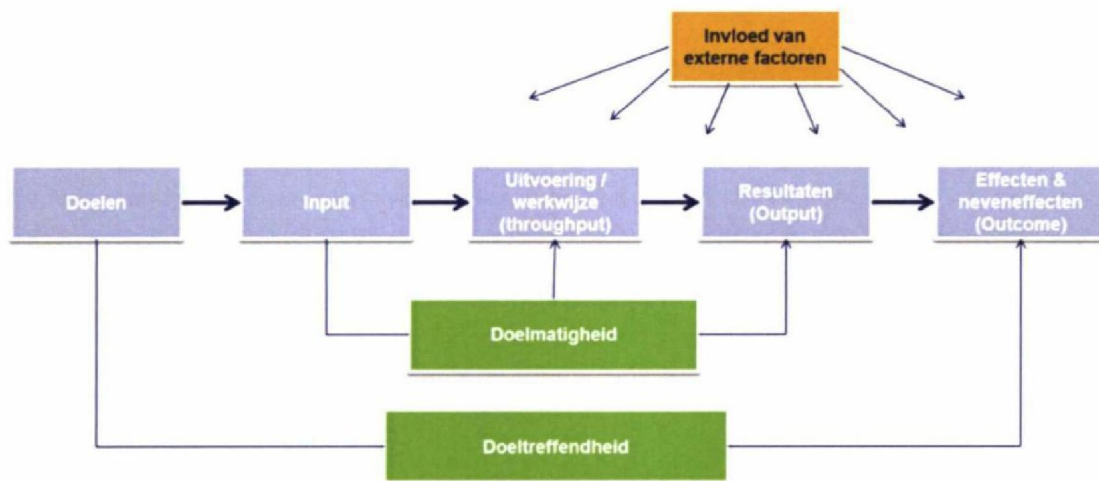 Invloed van
externe factoren
Doelen
Input
Uitvoering /
werkwijze
(throughput)
Resultaten
(Output)
Effecten &
neveneffecten
(Outcome)
Doelmatigheid
Doeltreffendheid